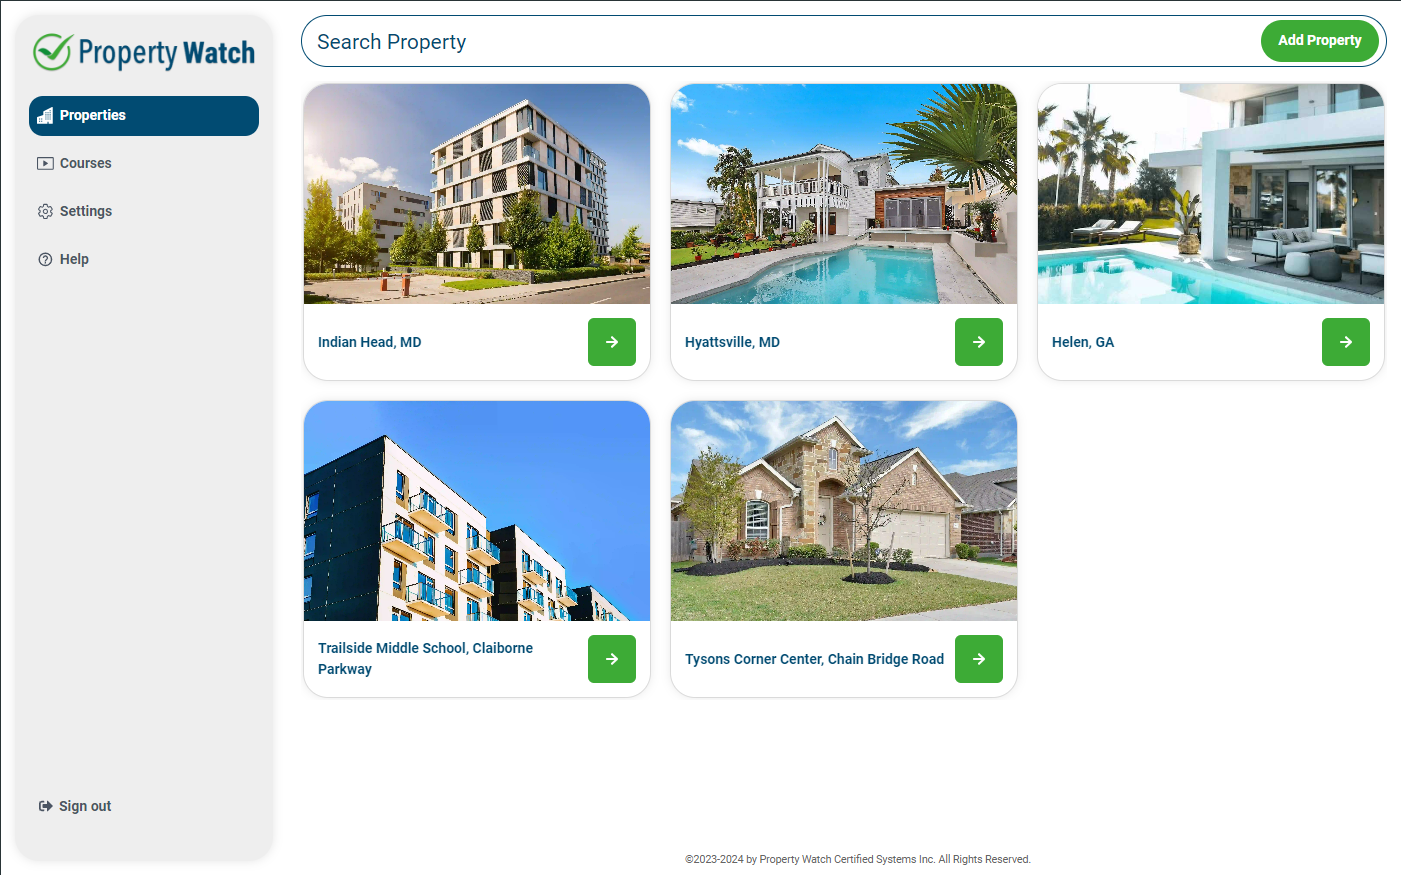 Property Watch
Search Property
Add Property
Properties
Courses
Settings
Help
Indian Head, MD
Hyattsville, MD
Helen, GA
Trailside Middle School, Claiborne
Parkway
Tysons Corner Center, Chain Bridge Road
Sign out
©2023-2024 by Property Watch Certified Systems Inc. All Rights Reserved.